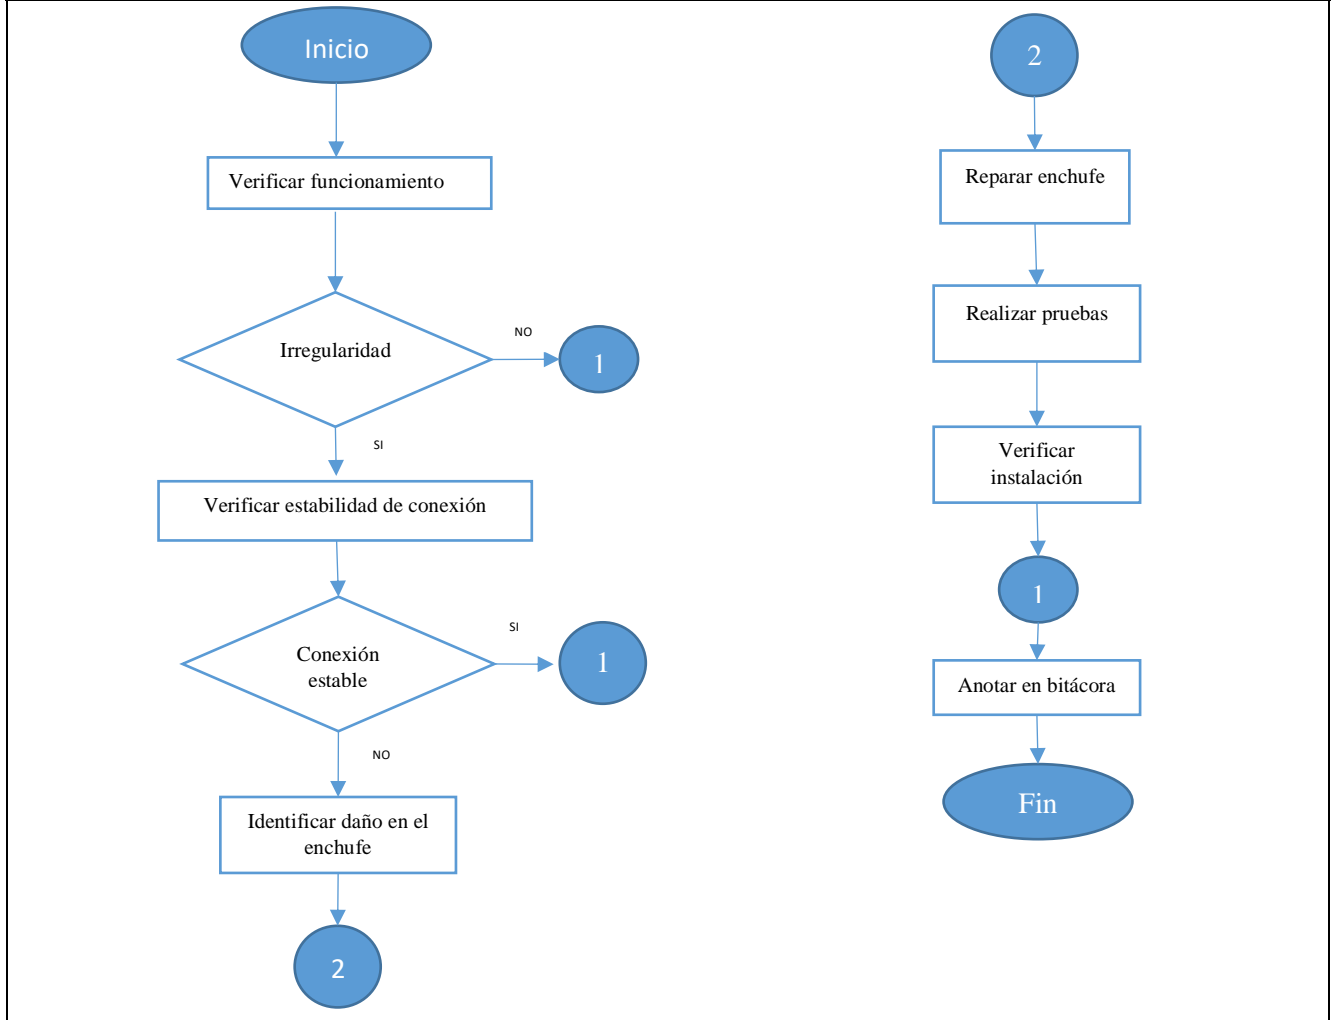 Inicio
Verificar funcionamiento
Irregularidad
NO
1
SI
Verificar estabilidad de conexión
Conexión
estable
SI
1
NO
Identificar daño en el
enchufe
2
2
Reparar enchufe
Realizar pruebas
Verificar
instalación
1
Anotar en bitácora
Fin